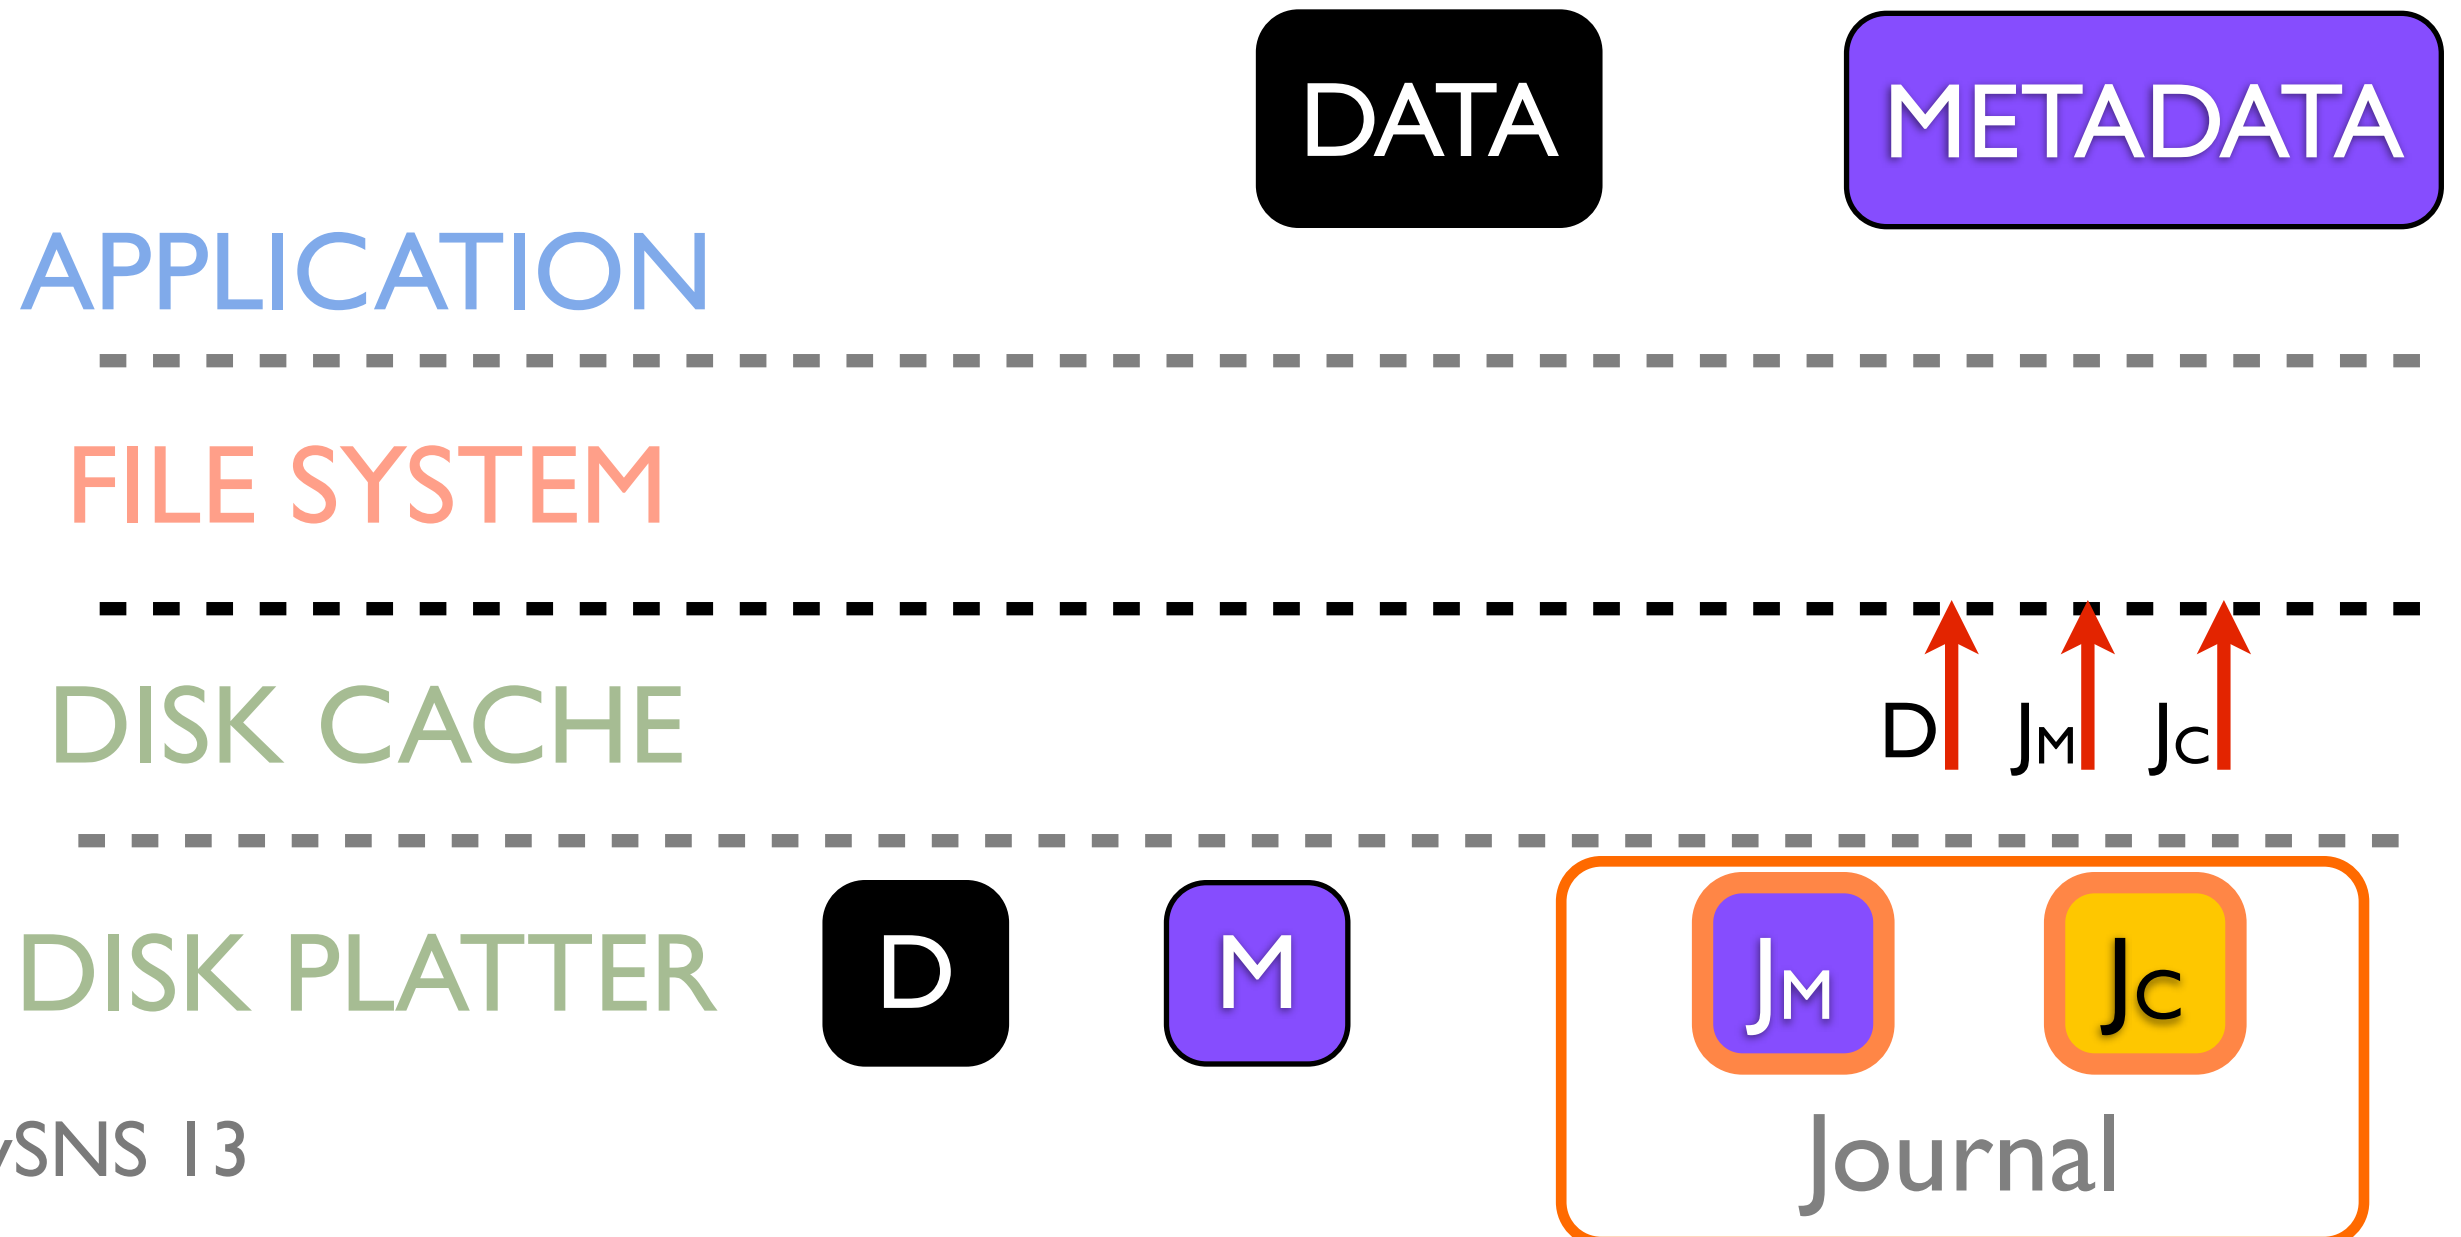 DATA METADATA
APPLICATION
FILE SYSTEM
DISK CACHE D JM JC
DISK PLATTER D M JM JC
SNS 13
Journal